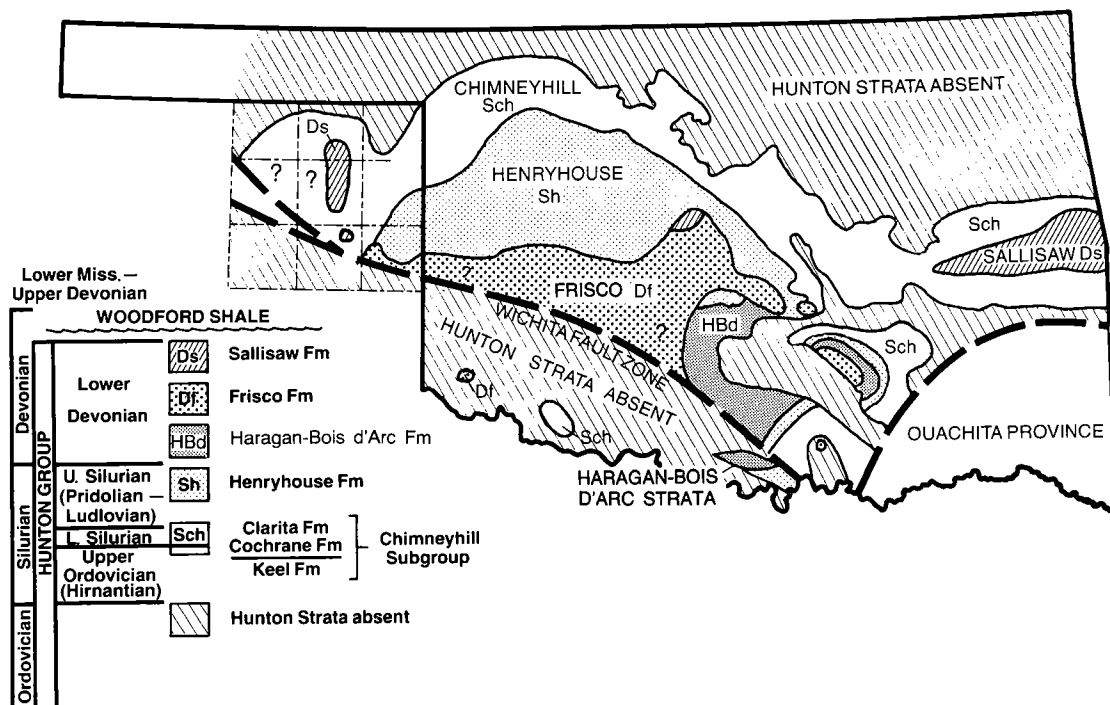 CHIMNEYHILL
Sch
HUNTON STRATA ABSENT
Ds
?
?
HENRYHOUSE
Sh
Sch
SALLISAW Ds
?
FRISCO Df
?
HBd
WICHITA FAULT ZONE
HUNTON STRATA ABSENT
Sch
Df
Sch
OUACHITA PROVINCE
HARAGAN-BOIS
D'ARC STRATA
Lower Miss.—
Upper Devonian
WOODFORD SHALE
Devonian
Silurian
Ordovician
HUNTON GROUP
Lower
Devonian
Ds Sallisaw Fm
Df Frisco Fm
HBd Haragan-Bois d'Arc Fm
U. Silurian
(Pridolian—
Ludlovian)
Sh Henryhouse Fm
L. Silurian
Sch
Clarita Fm
Cochrane Fm
Keel Fm
Chimneyhill
Subgroup
Upper
Ordovician
(Hirnantian)
Hunton Strata absent